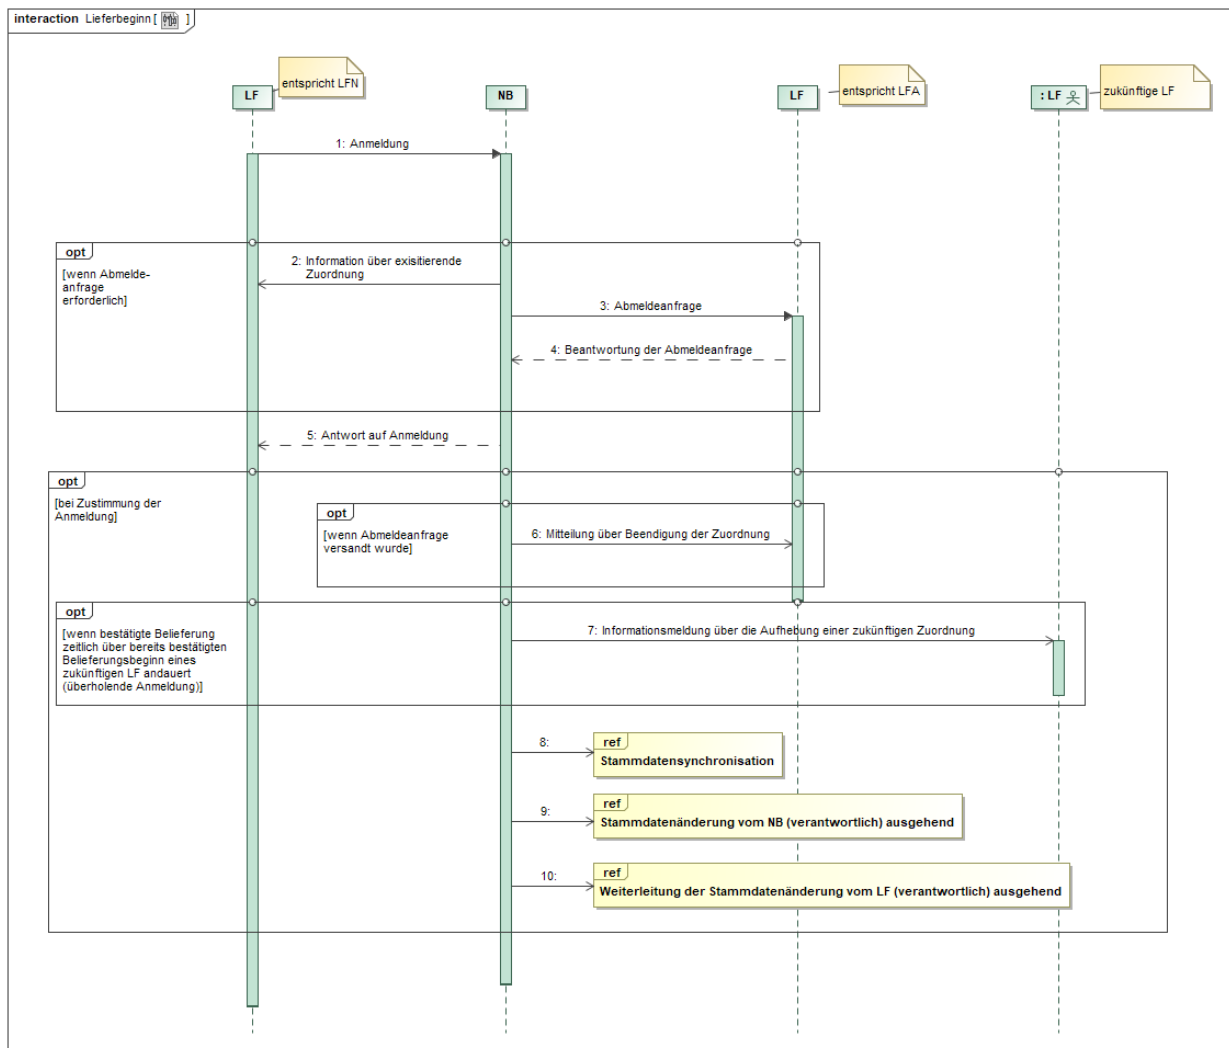 interaction Lieferbeginn [ ]
entspricht LFN
entspricht LFA
zukünftige LF
LF
NB
LF
: LF
1: Anmeldung
opt
[wenn Abmelde-
anfrage
erforderlich]
2: Information über exisitierende
Zuordnung
3: Abmeldeanfrage
4: Beantwortung der Abmeldeanfrage
5: Antwort auf Anmeldung
opt
[bei Zustimmung der
Anmeldung]
opt
[wenn Abmeldeanfrage
versandt wurde]
6: Mitteilung über Beendigung der Zuordnung
opt
[wenn bestätigte Belieferung
zeitlich über bereits bestätigten
Belieferungsbeginn eines
zukünftigen LF andauert
(überholende Anmeldung)]
7: Informationsmeldung über die Aufhebung einer zukünftigen Zuordnung
8:
ref
Stammdatensynchronisation
9:
ref
Stammdatenänderung vom NB (verantwortlich) ausgehend
10:
ref
Weiterleitung der Stammdatenänderung vom LF (verantwortlich) ausgehend